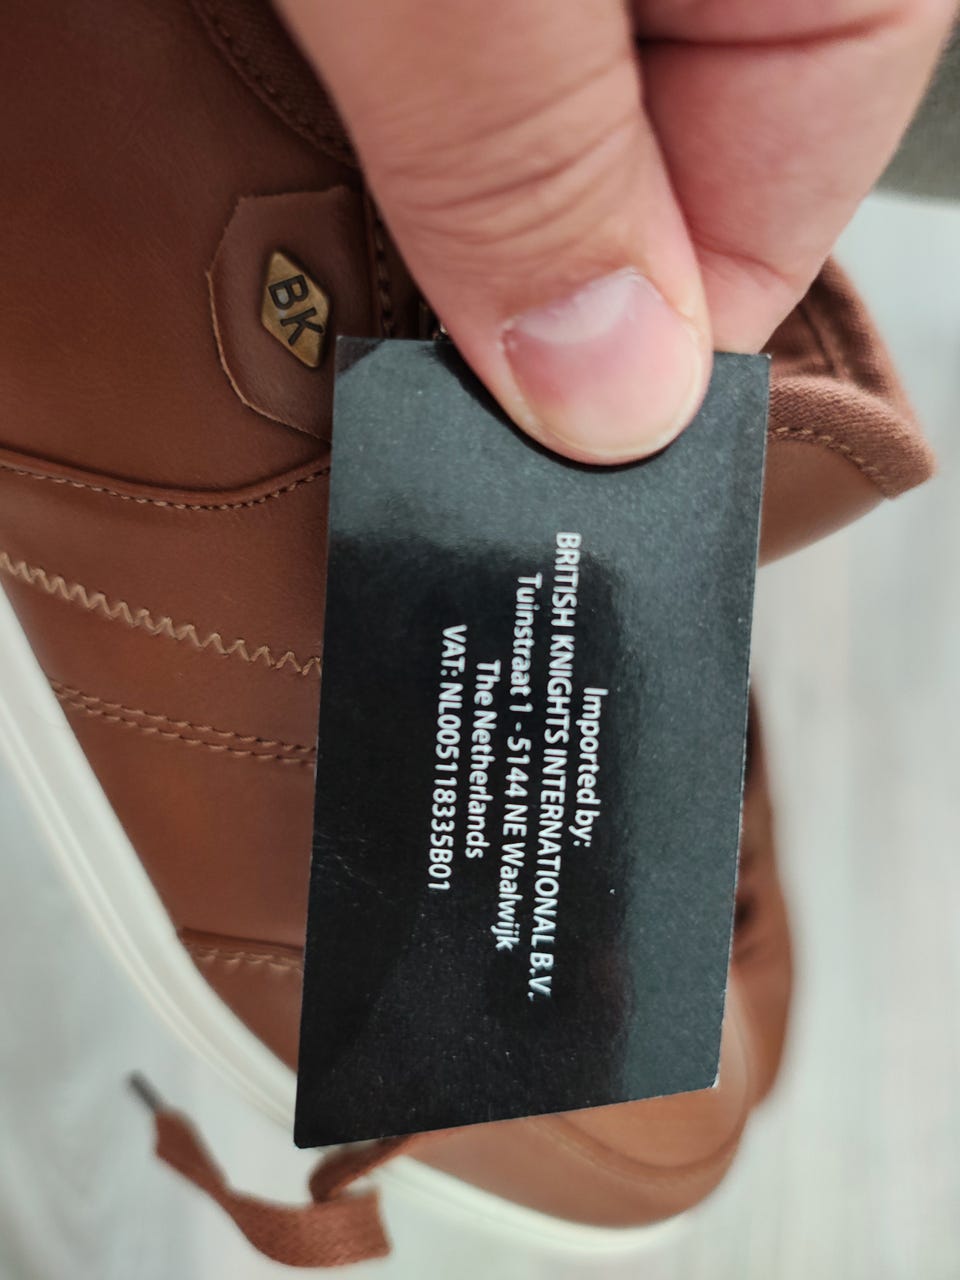 BK
Imported by:
BRITISH KNIGHTS INTERNATIONAL B.V.
Tuinstraat 1 - 5144 NE Waalwijk
The Netherlands
VAT: NL005118335B01